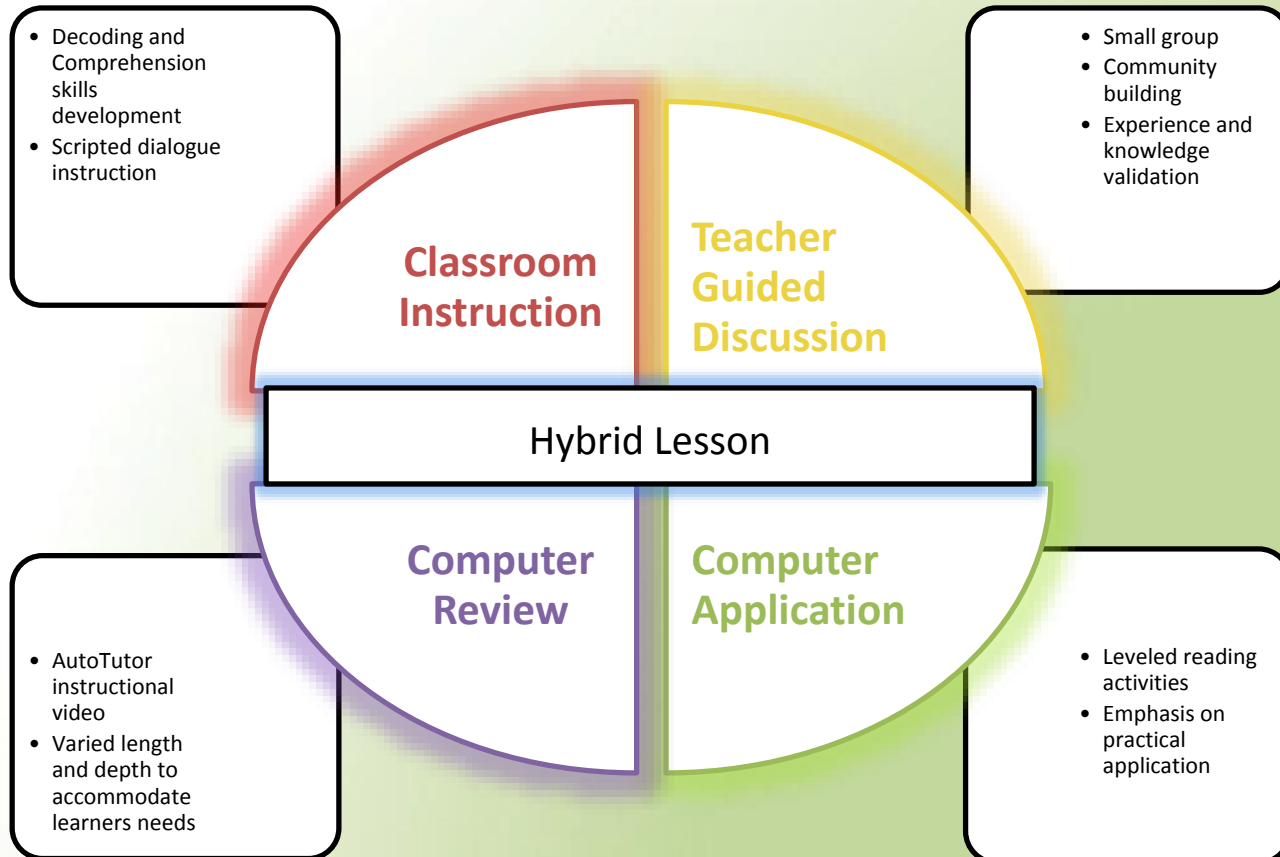 • Decoding and
Comprehension
skills
development
• Scripted dialogue
instruction
• Small group
• Community
building
• Experience and
knowledge
validation
Classroom
Instruction
Teacher
Guided
Discussion
Hybrid Lesson
Computer
Review
Computer
Application
• AutoTutor
instructional
video
• Varied length
and depth to
accommodate
learners needs
• Leveled reading
activities
• Emphasis on
practical
application